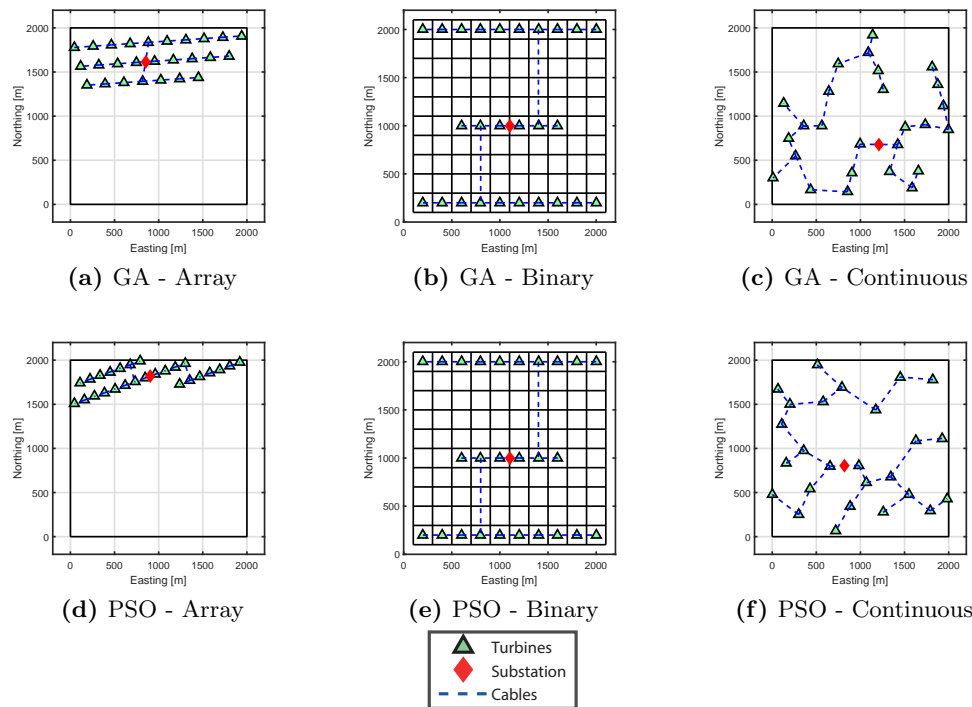 2000
1500
1000
500
0
Northing [m]
0 500 1000 1500 2000
Easting [m]
(a) GA - Array
2000
1500
1000
500
0
Northing [m]
0 500 1000 1500 2000
Easting [m]
(b) GA - Binary
2000
1500
1000
500
0
Northing [m]
0 500 1000 1500 2000
Easting [m]
(c) GA - Continuous
2000
1500
1000
500
0
Northing [m]
0 500 1000 1500 2000
Easting [m]
(d) PSO - Array
2000
1500
1000
500
0
Northing [m]
0 500 1000 1500 2000
Easting [m]
(e) PSO - Binary
2000
1500
1000
500
0
Northing [m]
0 500 1000 1500 2000
Easting [m]
(f) PSO - Continuous
Turbines
Substation
Cables